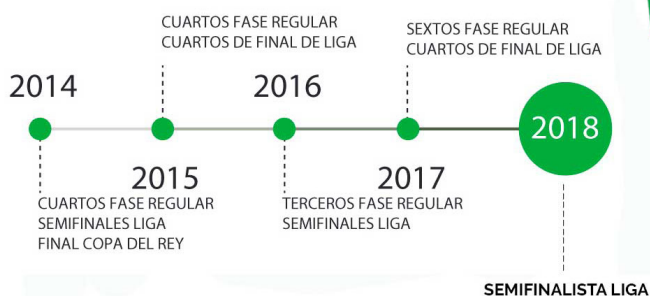 2014
CUARTOS FASE REGULAR
SEMIFINALES LIGA
FINAL COPA DEL REY
CUARTOS FASE REGULAR
CUARTOS DE FINAL DE LIGA
2015
2016
TERCEROS FASE REGULAR
SEMIFINALES LIGA
SEXTOS FASE REGULAR
CUARTOS DE FINAL DE LIGA
2017
2018
SEMIFINALISTA LIGA